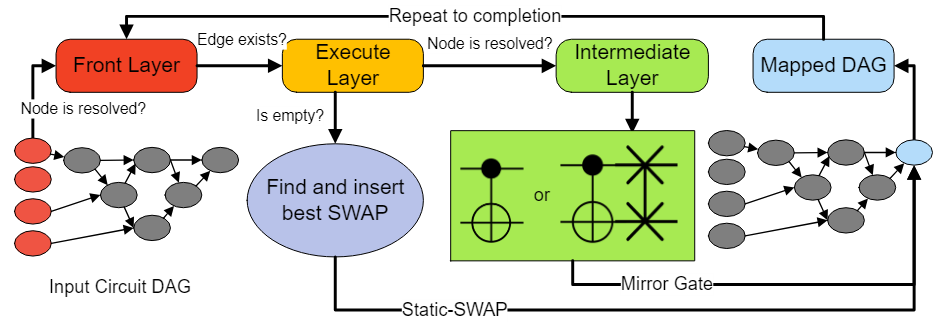 Repeat to completion
Edge exists?
Node is resolved?
Front Layer
Execute
Layer
Intermediate
Layer
Mapped DAG
Node is resolved?
Is empty?
Find and insert
best SWAP
or
Input Circuit DAG
Mirror Gate
Static-SWAP